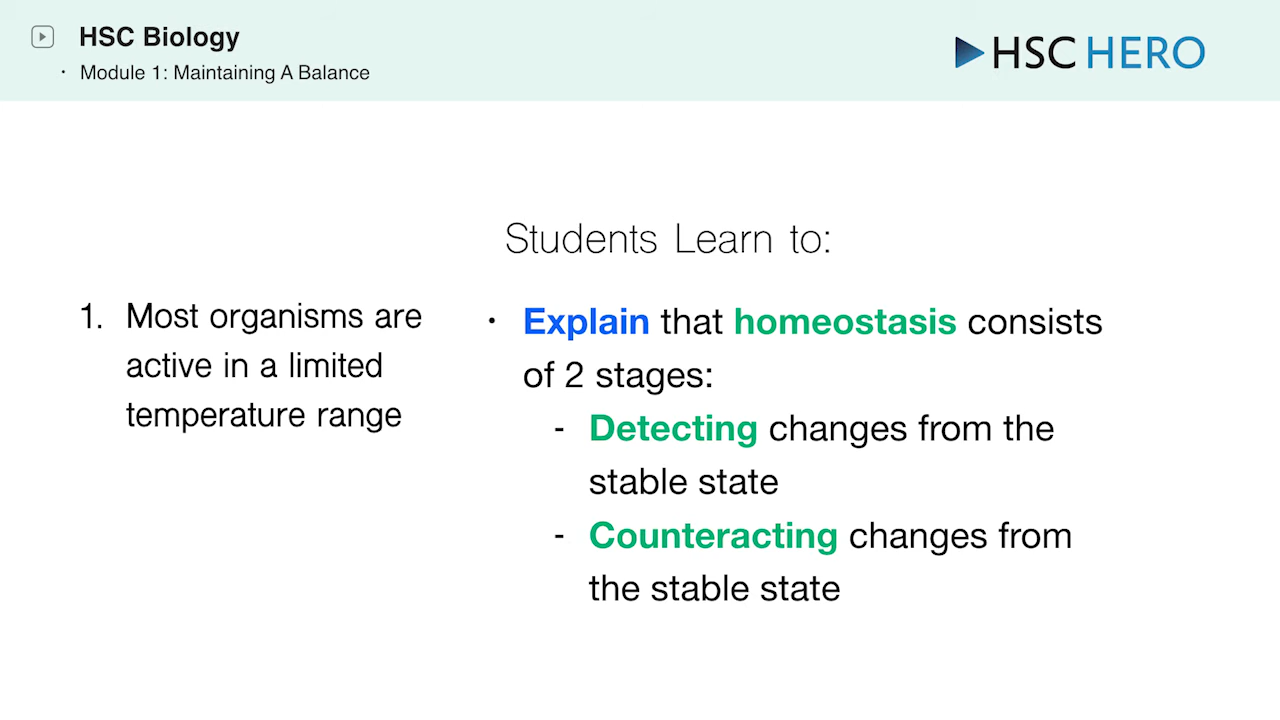 HSC Biology
· Module 1: Maintaining A Balance
HSC HERO
Students Learn to:
1. Most organisms are
active in a limited
temperature range
· Explain that homeostasis consists
of 2 stages:
- Detecting changes from the
stable state
- Counteracting changes from
the stable state